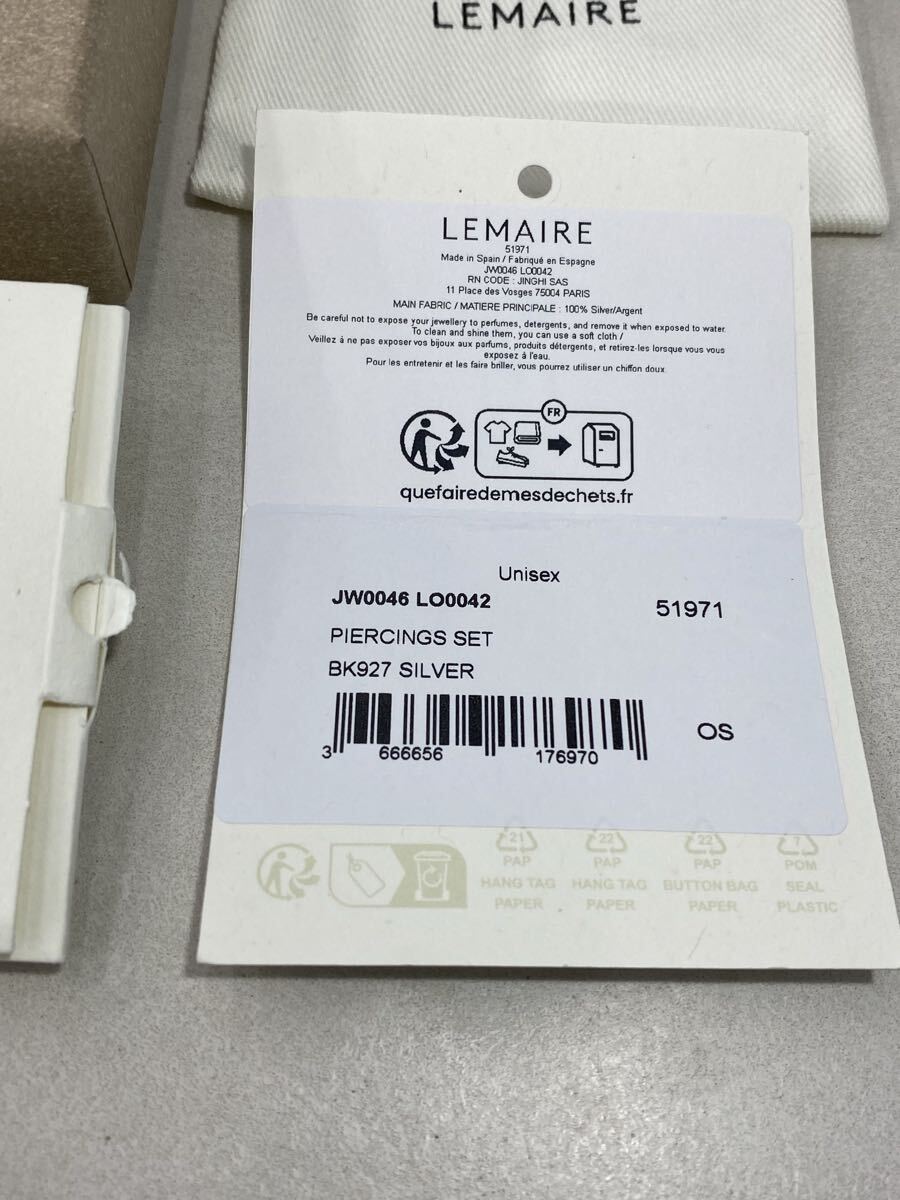 LEMAIRE
LEMAIRE
51971
Made in Spain / Fabriqué en Espagne
JW0046 LO0042
RN CODE : JINGHI SAS
11 Place des Vosges 75004 PARIS
MAIN FABRIC / MATIERE PRINCIPALE : 100% Silver/Argent
Be careful not to expose your jewellery to perfumes, detergents, and remove it when exposed to water.
To clean and shine them, you can use a soft cloth /
Veillez à ne pas exposer vos bijoux aux parfums, produits détergents, et retirez-les lorsque vous vous
exposez à l'eau.
Pour les entretenir et les faire briller, vous pourrez utiliser un chiffon doux.
FR
quefairedemesdechets.fr
Unisex
JW0046 LO0042 51971
PIERCINGS SET
BK927 SILVER
OS
3 666656 176970
21 22 22 7
PAP PAP PAP POM
HANG TAG HANG TAG BUTTON BAG SEAL
PAPER PAPER PAPER PLASTIC